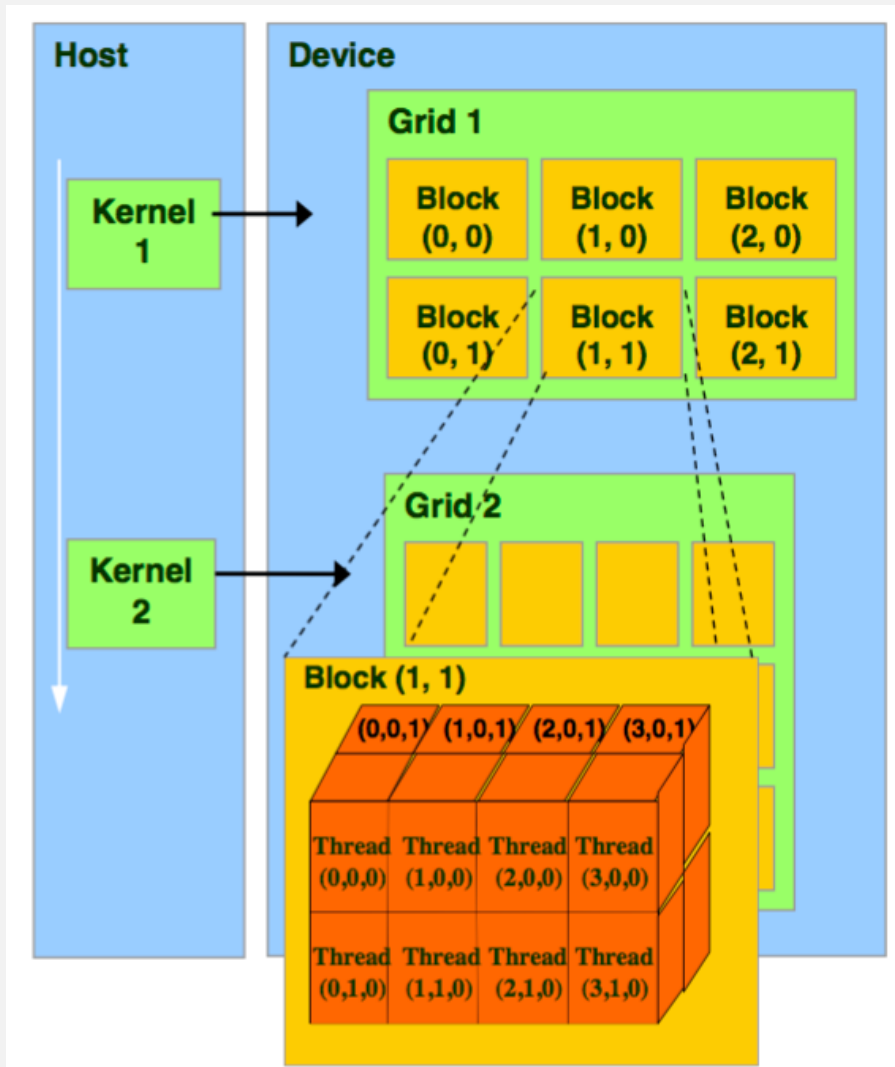 Host
Device
Grid 1
Kernel
1
Block
(0, 0)
Block
(1, 0)
Block
(2, 0)
Block
(0, 1)
Block
(1, 1)
Block
(2, 1)
Grid 2
Kernel
2
Block (1, 1)
(0,0,1) (1,0,1) (2,0,1) (3,0,1)
Thread
(0,0,0)
Thread
(1,0,0)
Thread
(2,0,0)
Thread
(3,0,0)
Thread
(0,1,0)
Thread
(1,1,0)
Thread
(2,1,0)
Thread
(3,1,0)